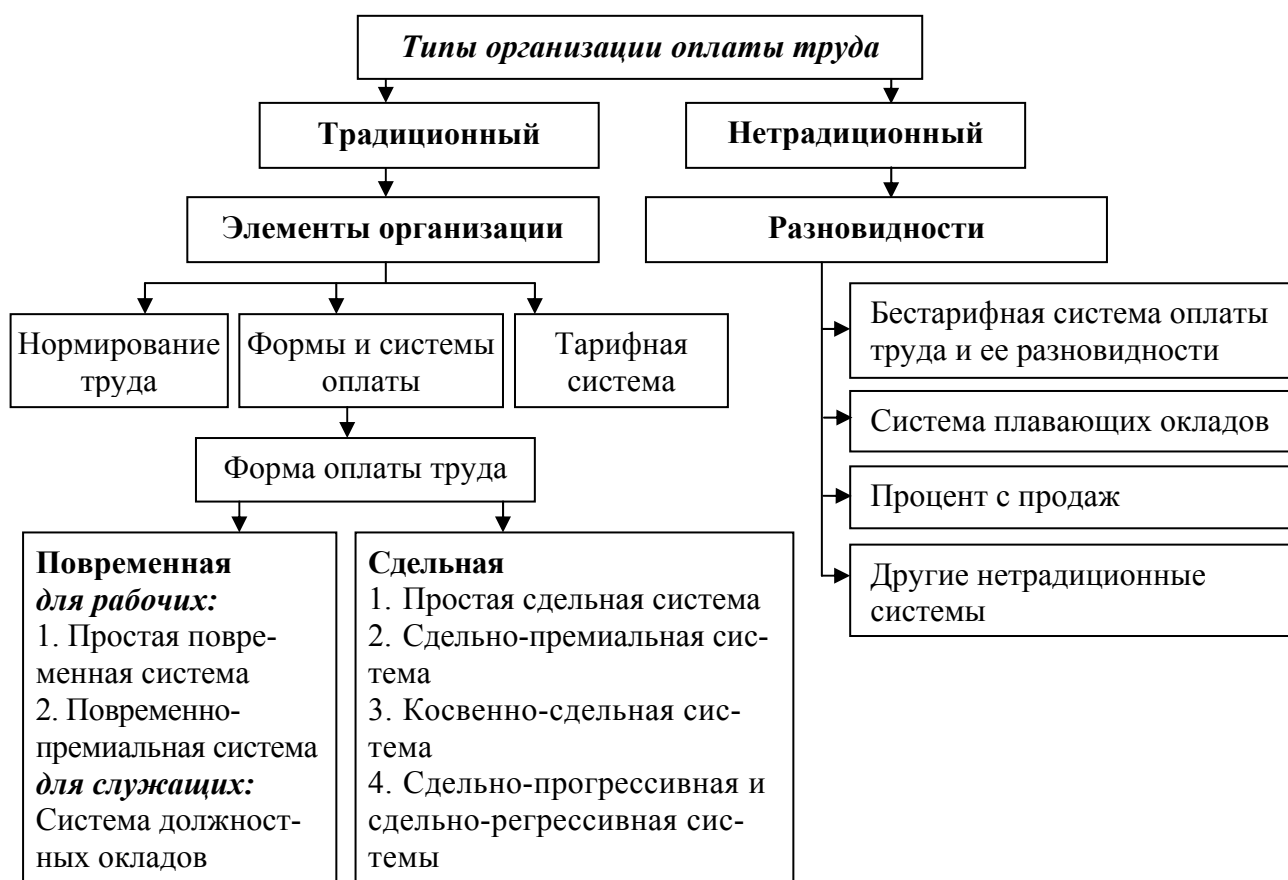 Типы организации оплаты труда
Традиционный
Нетрадиционный
Элементы организации
Разновидности
Нормирование
труда
Формы и системы
оплаты
Тарифная
система
Форма оплаты труда
Повременная
для рабочих:
1. Простая повре-
менная система
2. Повременно-
премиальная система
для служащих:
Система должност-
ных окладов
Сдельная
1. Простая сдельная система
2. Сдельно-премиальная сис-
тема
3. Косвенно-сдельная сис-
тема
4. Сдельно-прогрессивная и
сдельно-регрессивная сис-
темы
Бестарифная система оплаты
труда и ее разновидности
Система плавающих окладов
Процент с продаж
Другие нетрадиционные
системы